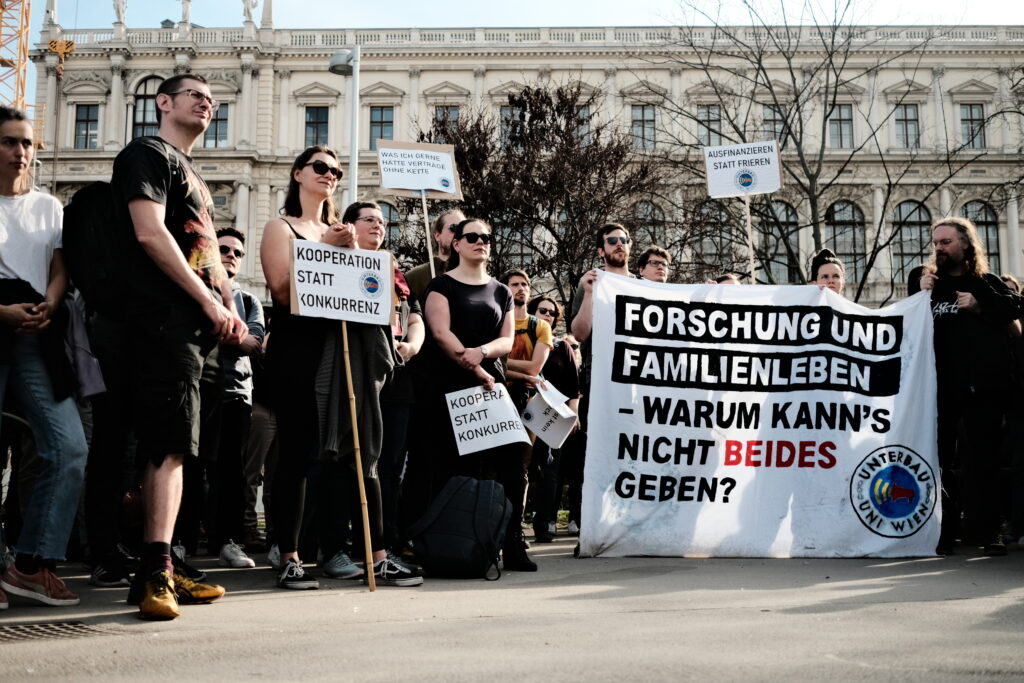 WAS ICH GERNE
HÄTTE VERTRÄGE
OHNE KETTE
AUSFINANZIEREN
STATT FRIEREN
KOOPERATION
STATT
KONKURRENZ
KOOPERA
STATT
KONKURRE
FORSCHUNG UND
FAMILIENLEBEN
– WARUM KANN'S
NICHT BEIDES
GEBEN?
UNTERBAU
UNI WIEN